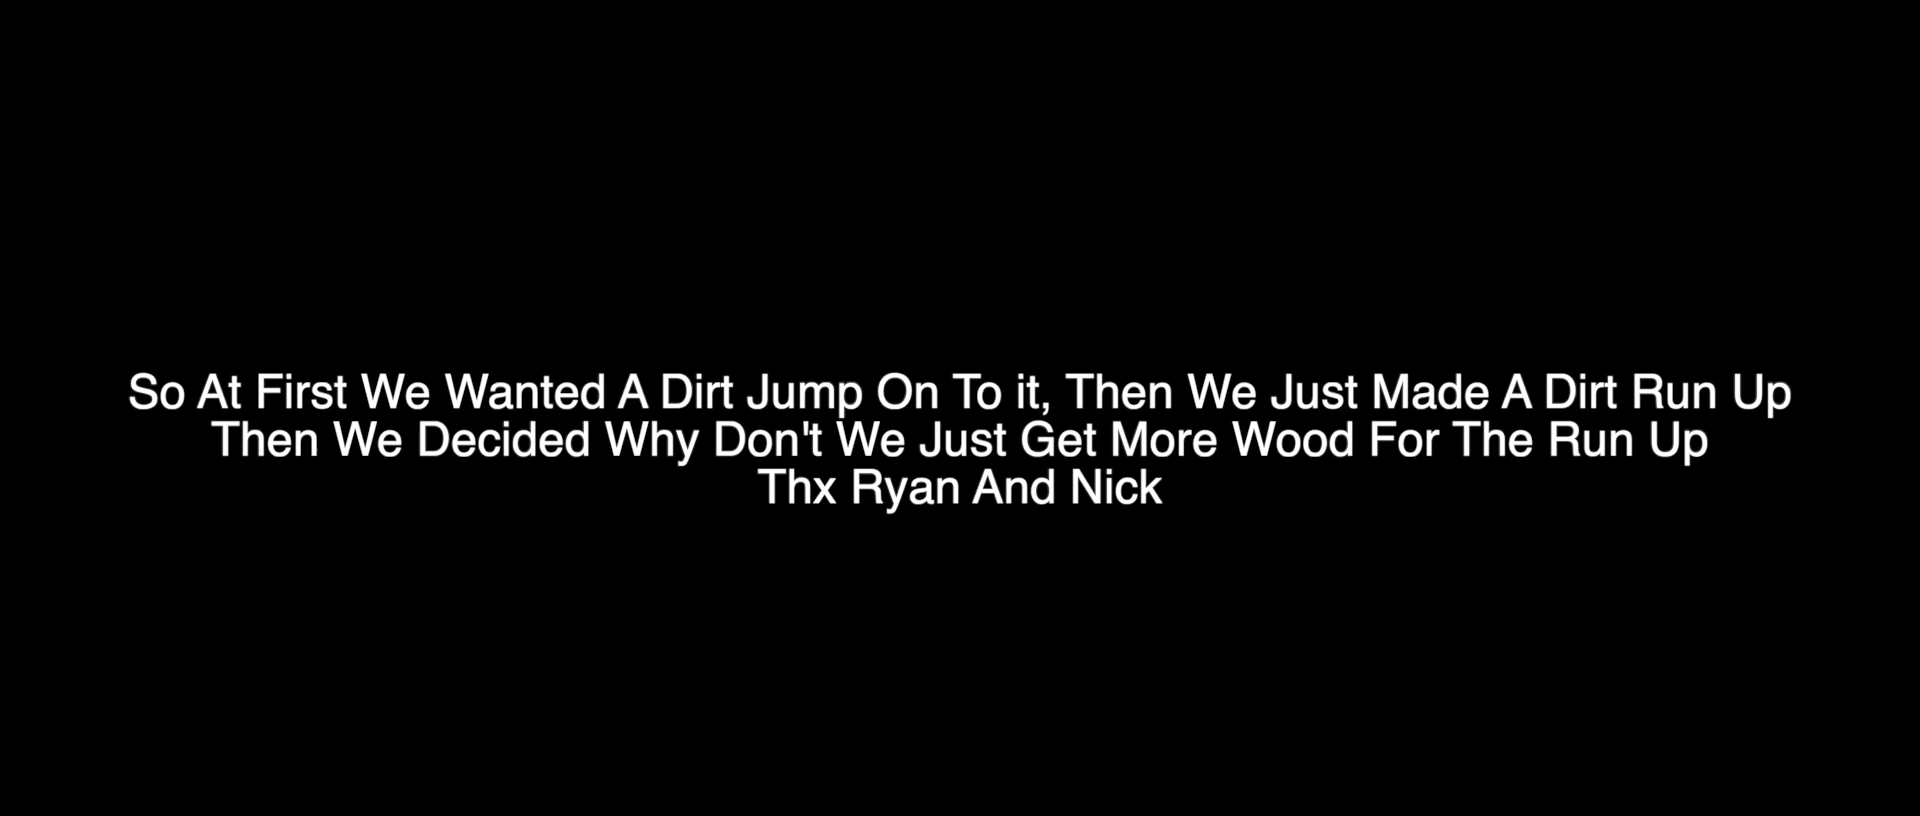 So At First We Wanted A Dirt Jump On To it, Then We Just Made A Dirt Run Up
Then We Decided Why Don't We Just Get More Wood For The Run Up
Thx Ryan And Nick